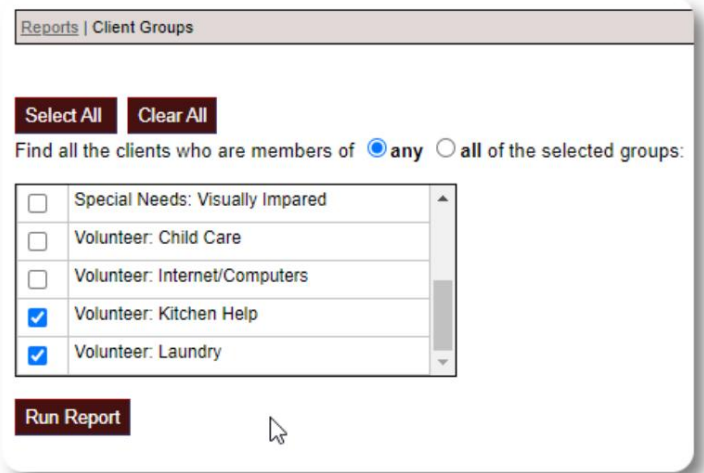 Reports | Client Groups
Select All Clear All
Find all the clients who are members of any all of the selected groups:
Special Needs: Visually Impared
Volunteer: Child Care
Volunteer: Internet/Computers
Volunteer: Kitchen Help
Volunteer: Laundry
Run Report